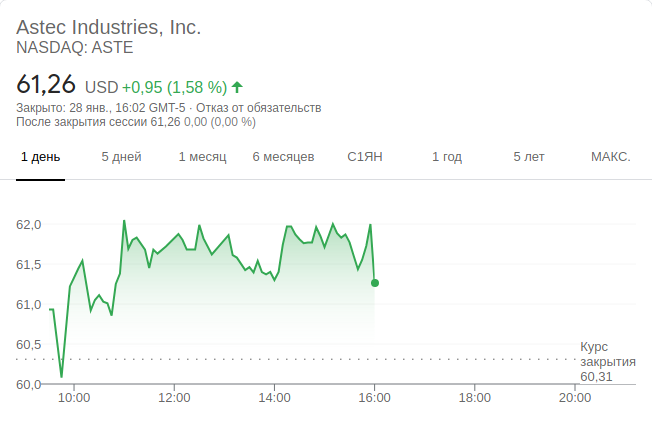 Astec Industries, Inc.
NASDAQ: ASTE
61,26 USD +0,95 (1,58 %)
Закрыто: 28 янв., 16:02 GMT-5 · Отказ от обязательств
После закрытия сессии 61,26 0,00 (0,00 %)
1 день 5 дней 1 месяц 6 месяцев С1ЯН 1 год 5 лет МАКС.
62,0
61,5
61,0
60,5
Курс
закрытия
60,31
60,0
10:00 12:00 14:00 16:00 18:00 20:00